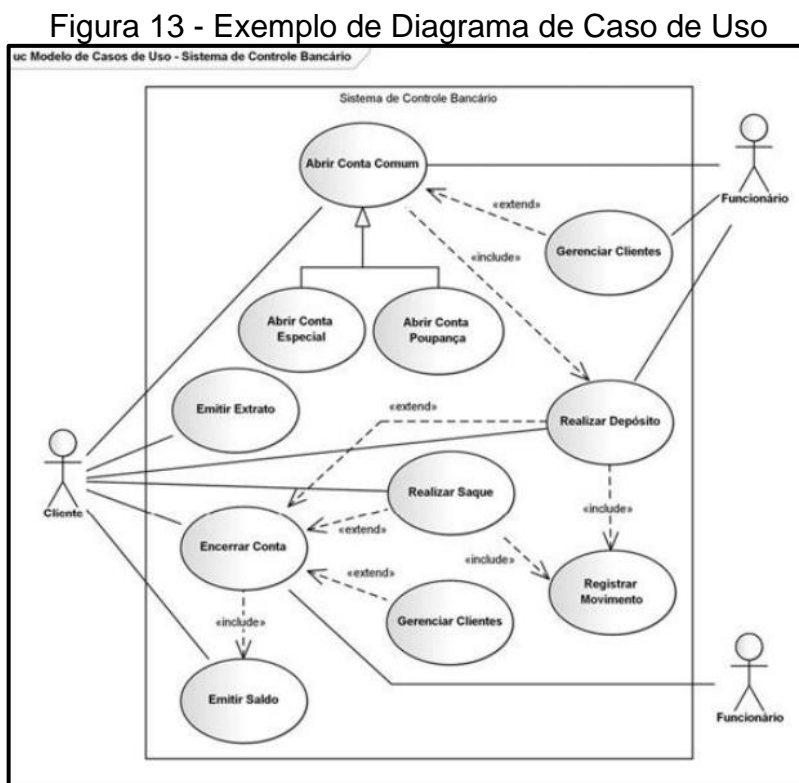 Figura 13 - Exemplo de Diagrama de Caso de Uso
uc Modelo de Casos de Uso - Sistema de Controle Bancário
Sistema de Controle Bancário
Abrir Conta Comum
Funcionário
«extend»
«include»
Gerenciar Clientes
Abrir Conta
Especial
Abrir Conta
Poupança
Emitir Extrato
«extend»
Realizar Depósito
Cliente
Realizar Saque
«include»
«extend»
Encerrar Conta
«include»
«extend»
Registrar
Movimento
Gerenciar Clientes
«include»
Emitir Saldo
Funcionário